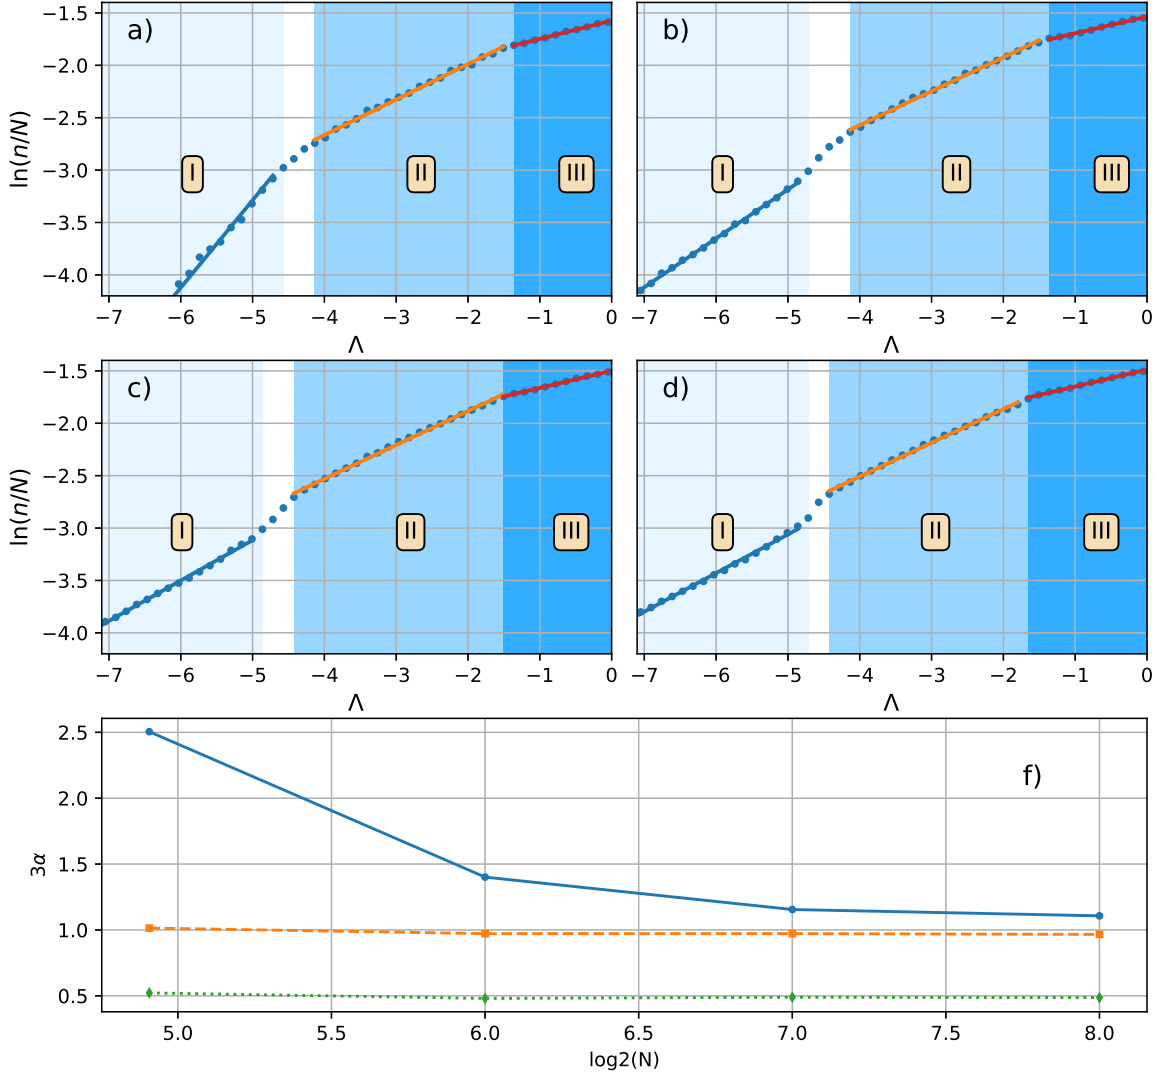 a)
b)
−1.5
−2.0
−2.5
−3.0
−3.5
−4.0
ln(n/N)
I
II
III
I
II
III
−7 −6 −5 −4 −3 −2 −1 0
−7 −6 −5 −4 −3 −2 −1 0
Λ
Λ
c)
d)
−1.5
−2.0
−2.5
−3.0
−3.5
−4.0
ln(n/N)
I
II
III
I
II
III
−7 −6 −5 −4 −3 −2 −1 0
−7 −6 −5 −4 −3 −2 −1 0
Λ
Λ
f)
2.5
2.0
1.5
1.0
0.5
3α
5.0 5.5 6.0 6.5 7.0 7.5 8.0
log2(N)